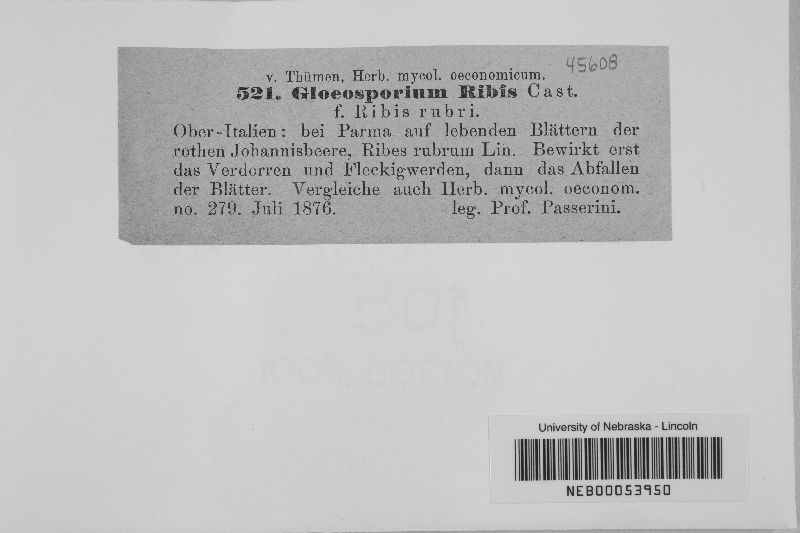 v. Thümen, Herb. mycol. oeconomicum. 45608
521. Gloeosporium Ribis Cast.
f. Ribis rubri.
Ober-Italien: bei Parma auf lebenden Blättern der
rothen Johannisbeere, Ribes rubrum Lin. Bewirkt erst
das Verdorren und Fleckigwerden, dann das Abfallen
der Blätter. Vergleiche auch Herb. mycol. oeconom.
no. 279. Juli 1876. leg. Prof. Passerini.
University of Nebraska - Lincoln
NEB00053950